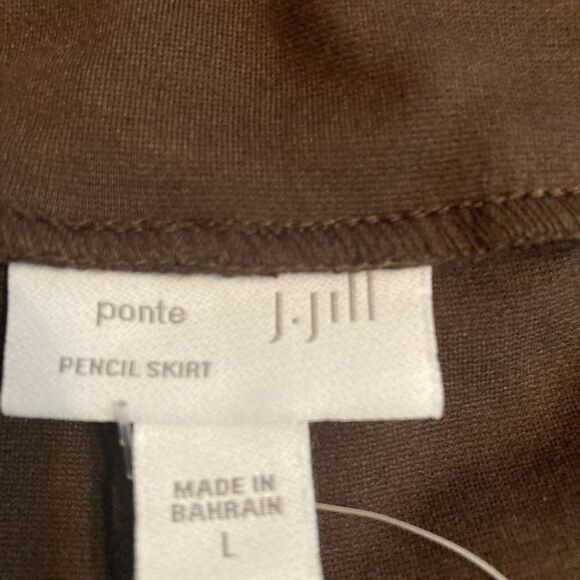 ponte j.jill
PENCIL SKIRT
MADE IN
BAHRAIN
L